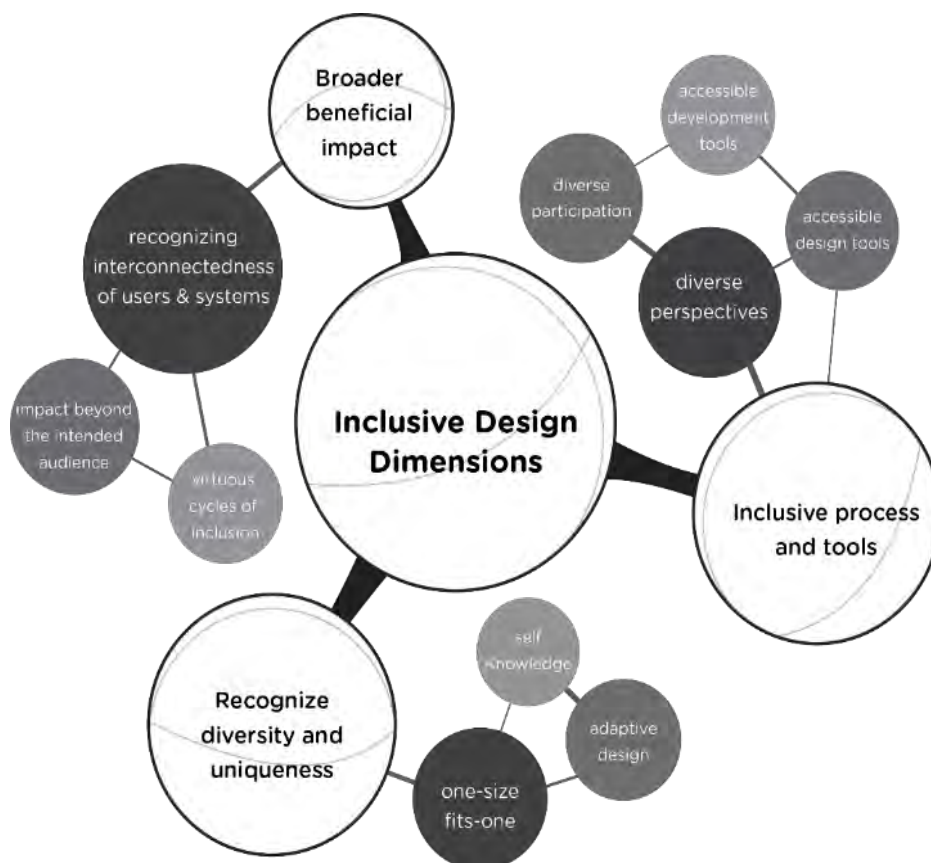 Broader
beneficial
impact
recognizing
interconnectedness
of users & systems
impact beyond
the intended
audience
virtuous
cycles of
inclusion
accessible
development
tools
diverse
participation
accessible
design tools
diverse
perspectives
Inclusive Design
Dimensions
Inclusive process
and tools
Recognize
diversity and
uniqueness
self
knowledge
adaptive
design
one-size
fits-one